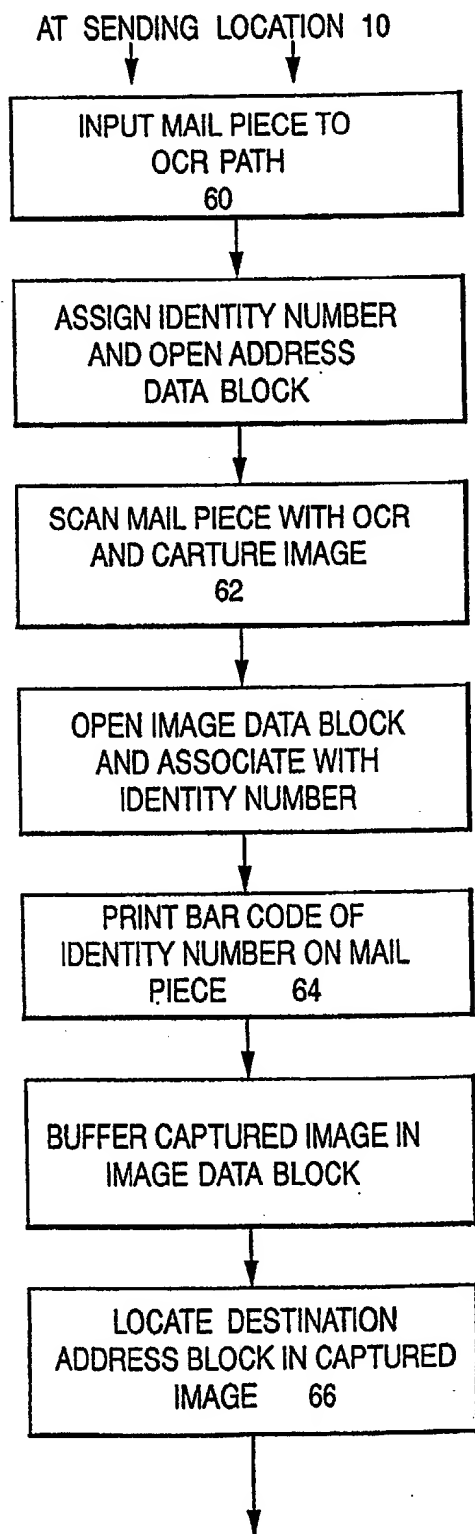 AT SENDING LOCATION 10
INPUT MAIL PIECE TO
OCR PATH
60
ASSIGN IDENTITY NUMBER
AND OPEN ADDRESS
DATA BLOCK
SCAN MAIL PIECE WITH OCR
AND CARTURE IMAGE
62
OPEN IMAGE DATA BLOCK
AND ASSOCIATE WITH
IDENTITY NUMBER
PRINT BAR CODE OF
IDENTITY NUMBER ON MAIL
PIECE 64
BUFFER CAPTURED IMAGE IN
IMAGE DATA BLOCK
LOCATE DESTINATION
ADDRESS BLOCK IN CAPTURED
IMAGE 66